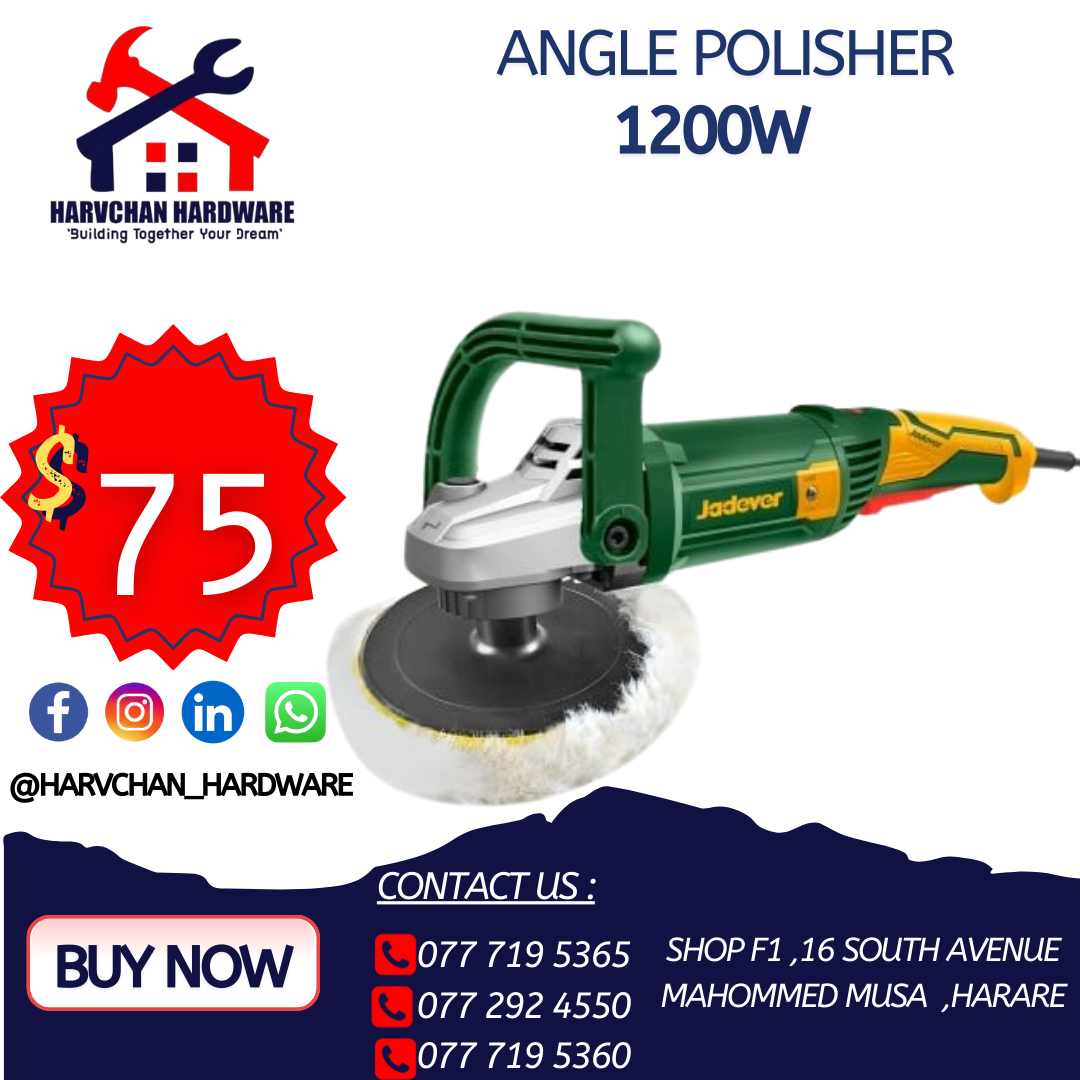 HARVCHAN HARDWARE
'Building Together Your Dream'
ANGLE POLISHER
1200W
$
75
Jadever
Jadever
@HARVCHAN_HARDWARE
BUY NOW
CONTACT US :
077 719 5365
077 292 4550
077 719 5360
SHOP F1 ,16 SOUTH AVENUE
MAHOMMED MUSA ,HARARE